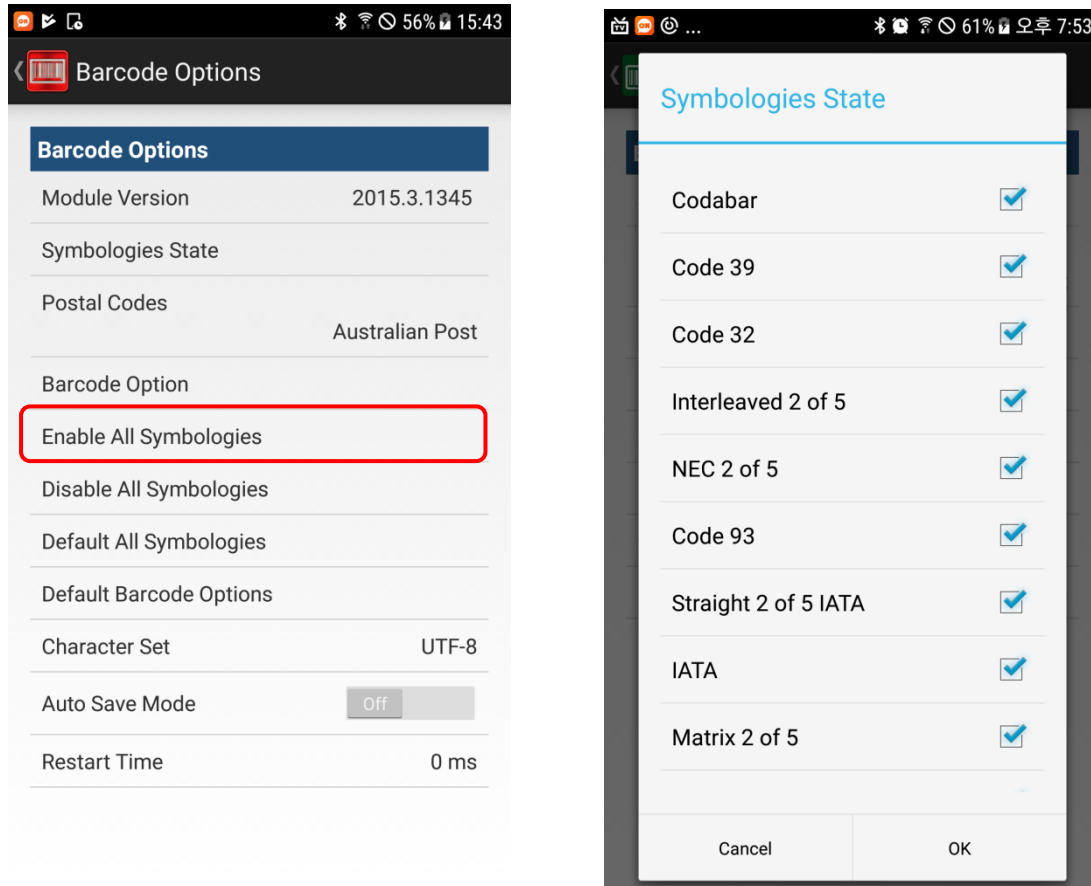 56% 15:43
Barcode Options
Barcode Options
Module Version 2015.3.1345
Symbologies State
Postal Codes
Australian Post
Barcode Option
Enable All Symbologies
Disable All Symbologies
Default All Symbologies
Default Barcode Options
Character Set UTF-8
Auto Save Mode Off
Restart Time 0 ms
... 61% 오후 7:53
Symbologies State
Codabar
Code 39
Code 32
Interleaved 2 of 5
NEC 2 of 5
Code 93
Straight 2 of 5 IATA
IATA
Matrix 2 of 5
Cancel OK